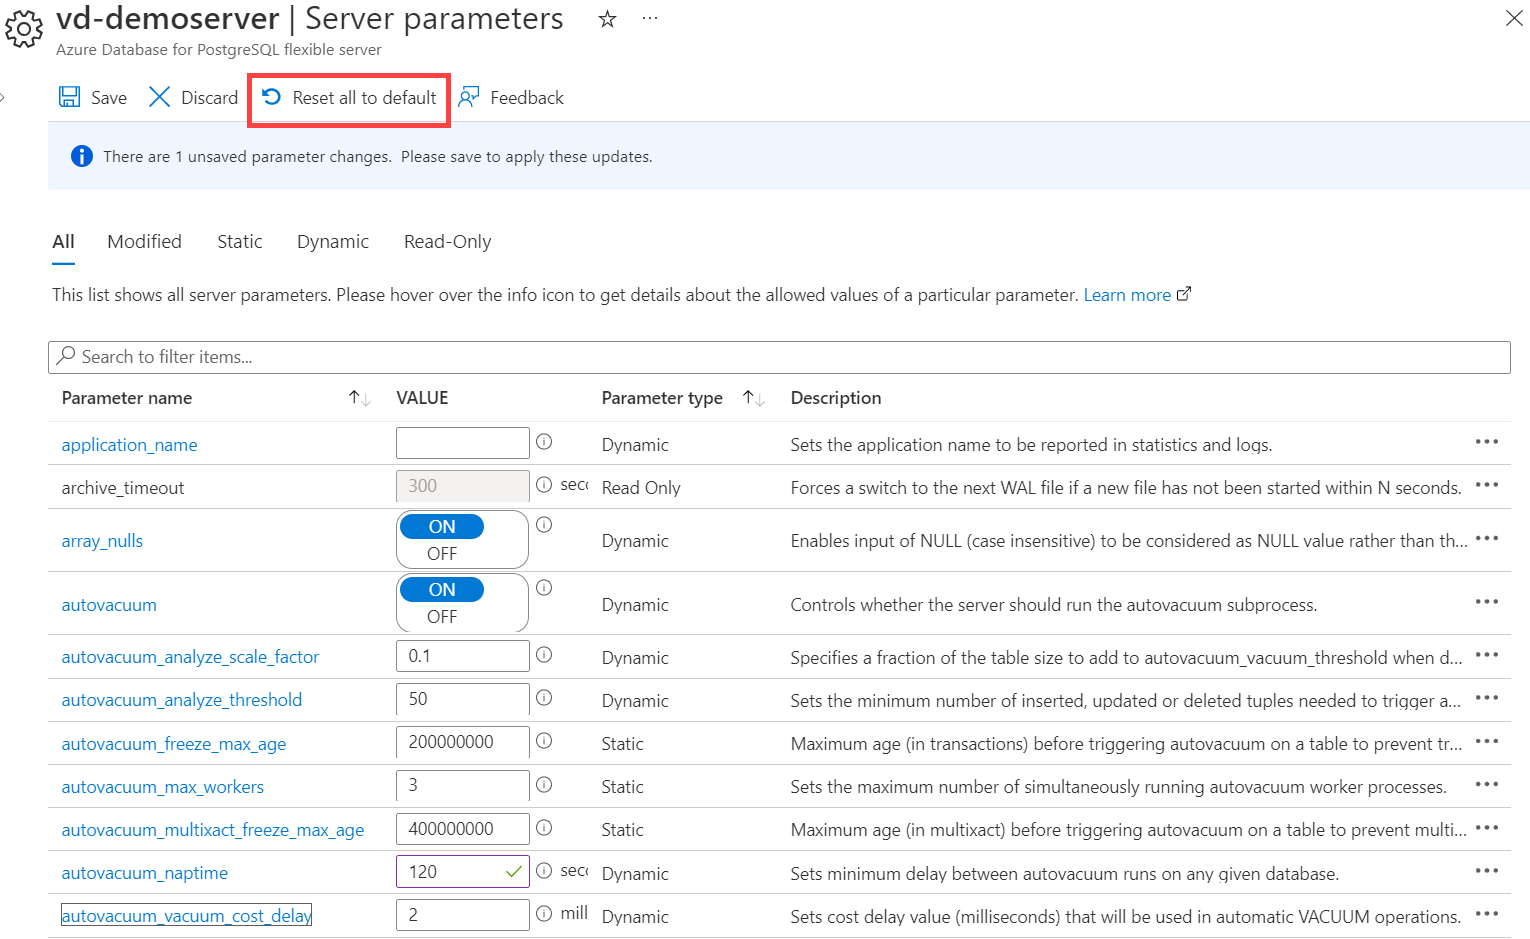 vd-demoserver | Server parameters
Azure Database for PostgreSQL flexible server
Save Discard Reset all to default Feedback
There are 1 unsaved parameter changes. Please save to apply these updates.
All Modified Static Dynamic Read-Only
This list shows all server parameters. Please hover over the info icon to get details about the allowed values of a particular parameter. Learn more
Search to filter items...
Parameter name VALUE Parameter type Description
application_name Dynamic Sets the application name to be reported in statistics and logs.
archive_timeout 300 seco Read Only Forces a switch to the next WAL file if a new file has not been started within N seconds.
array_nulls ON OFF Dynamic Enables input of NULL (case insensitive) to be considered as NULL value rather than th...
autovacuum ON OFF Dynamic Controls whether the server should run the autovacuum subprocess.
autovacuum_analyze_scale_factor 0.1 Dynamic Specifies a fraction of the table size to add to autovacuum_vacuum_threshold when d...
autovacuum_analyze_threshold 50 Dynamic Sets the minimum number of inserted, updated or deleted tuples needed to trigger a...
autovacuum_freeze_max_age 200000000 Static Maximum age (in transactions) before triggering autovacuum on a table to prevent tr...
autovacuum_max_workers 3 Static Sets the maximum number of simultaneously running autovacuum worker processes.
autovacuum_multixact_freeze_max_age 400000000 Static Maximum age (in multixact) before triggering autovacuum on a table to prevent multi...
autovacuum_naptime 120 seco Dynamic Sets minimum delay between autovacuum runs on any given database.
autovacuum_vacuum_cost_delay 2 mill Dynamic Sets cost delay value (milliseconds) that will be used in automatic VACUUM operations.